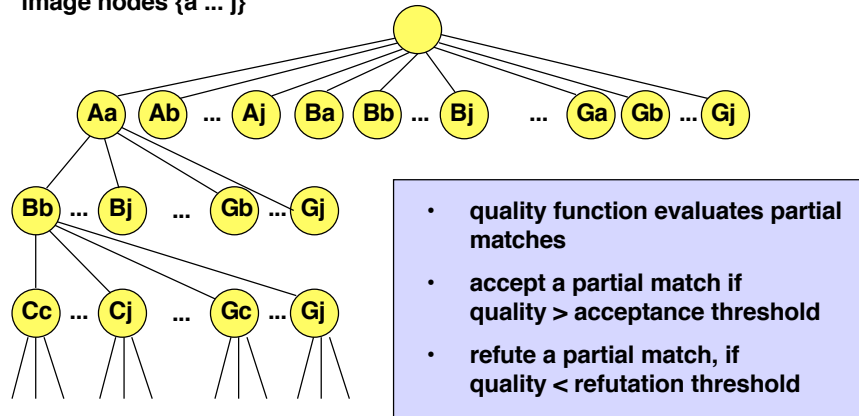 image nodes {a ... j}
Aa Ab ... Aj Ba Bb ... Bj ... Ga Gb ... Gj
Bb ... Bj ... Gb ... Gj
Cc ... Cj ... Gc ... Gj
• quality function evaluates partial
matches
• accept a partial match if
quality > acceptance threshold
• refute a partial match, if
quality < refutation threshold